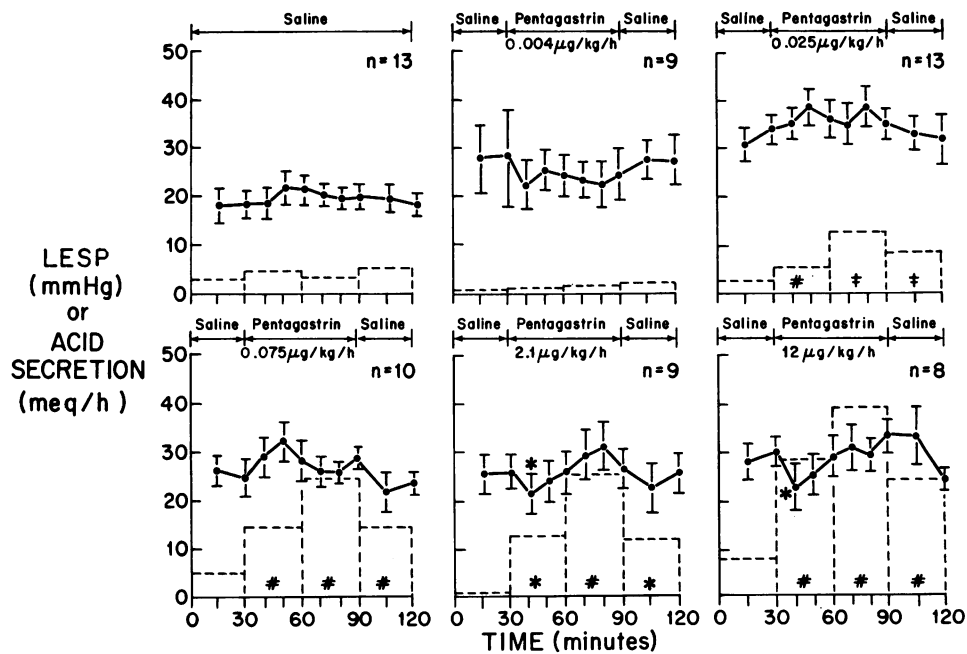 Saline
50
40
30
20
10
0
n=13
Saline Pentagastrin Saline
0.004µg/kg/h
n=9
Saline Pentagastrin Saline
0.025µg/kg/h
n=13
# ‡ ‡
LESP
(mmHg)
or
ACID
SECRETION
(meq/h)
Saline Pentagastrin Saline
0.075µg/kg/h
50
40
30
20
10
0
n=10
# # #
Saline Pentagastrin Saline
2.1µg/kg/h
n=9
*
* # *
Saline Pentagastrin Saline
12µg/kg/h
n=8
*
# # #
0 30 60 90 120
0 30 60 90 120
0 30 60 90 120
TIME (minutes)